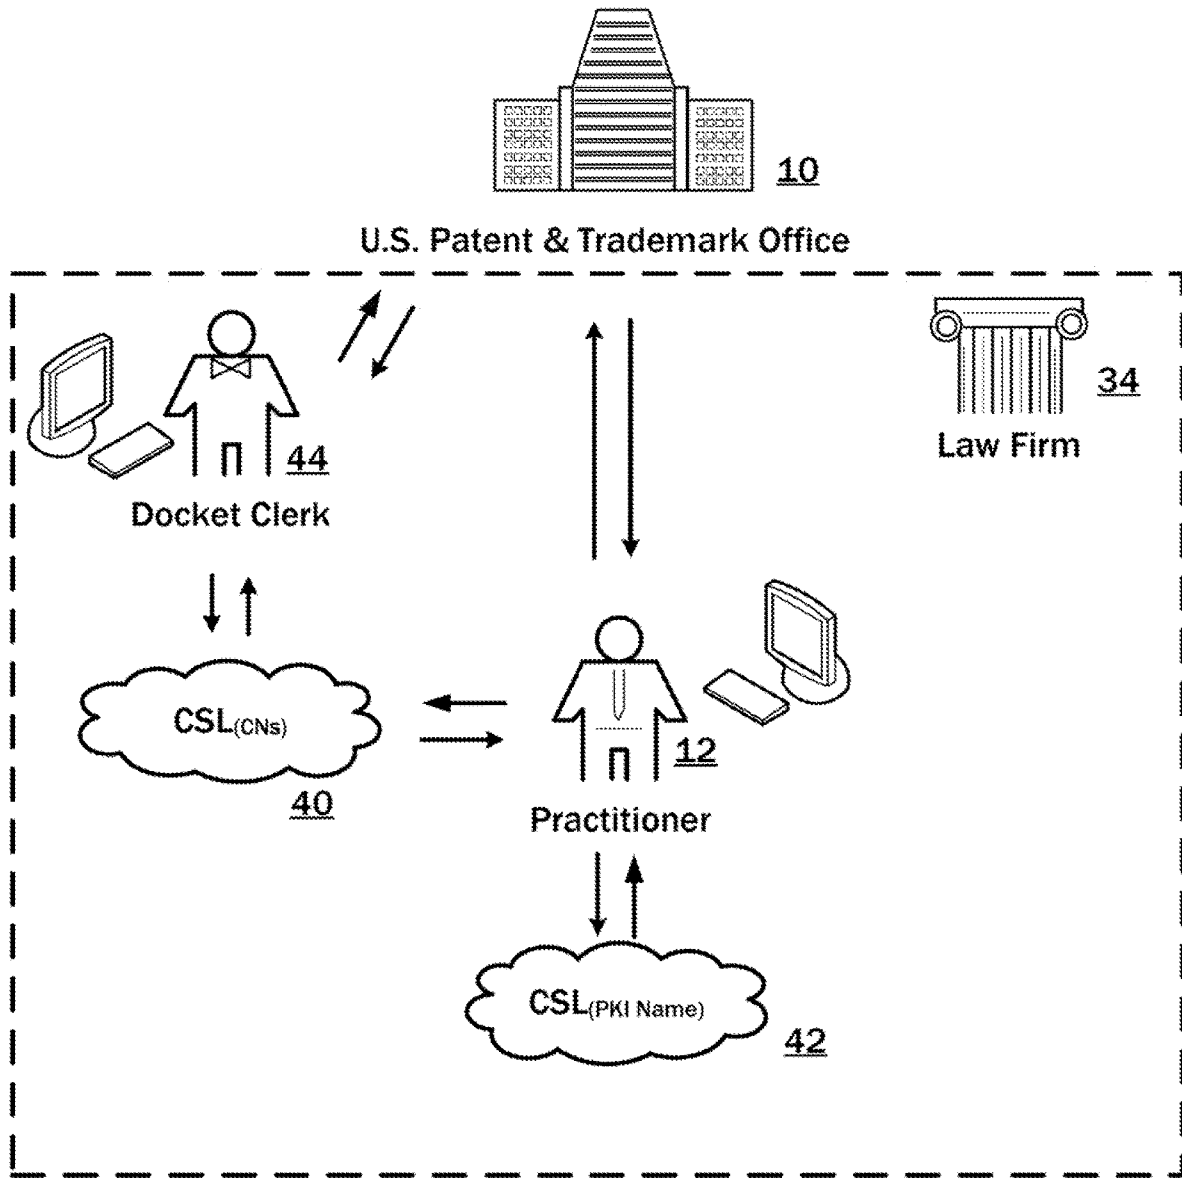 10
U.S. Patent & Trademark Office
34
Law Firm
44
Docket Clerk
CSL(CNs)
40
12
Practitioner
CSL(PKI Name)
42